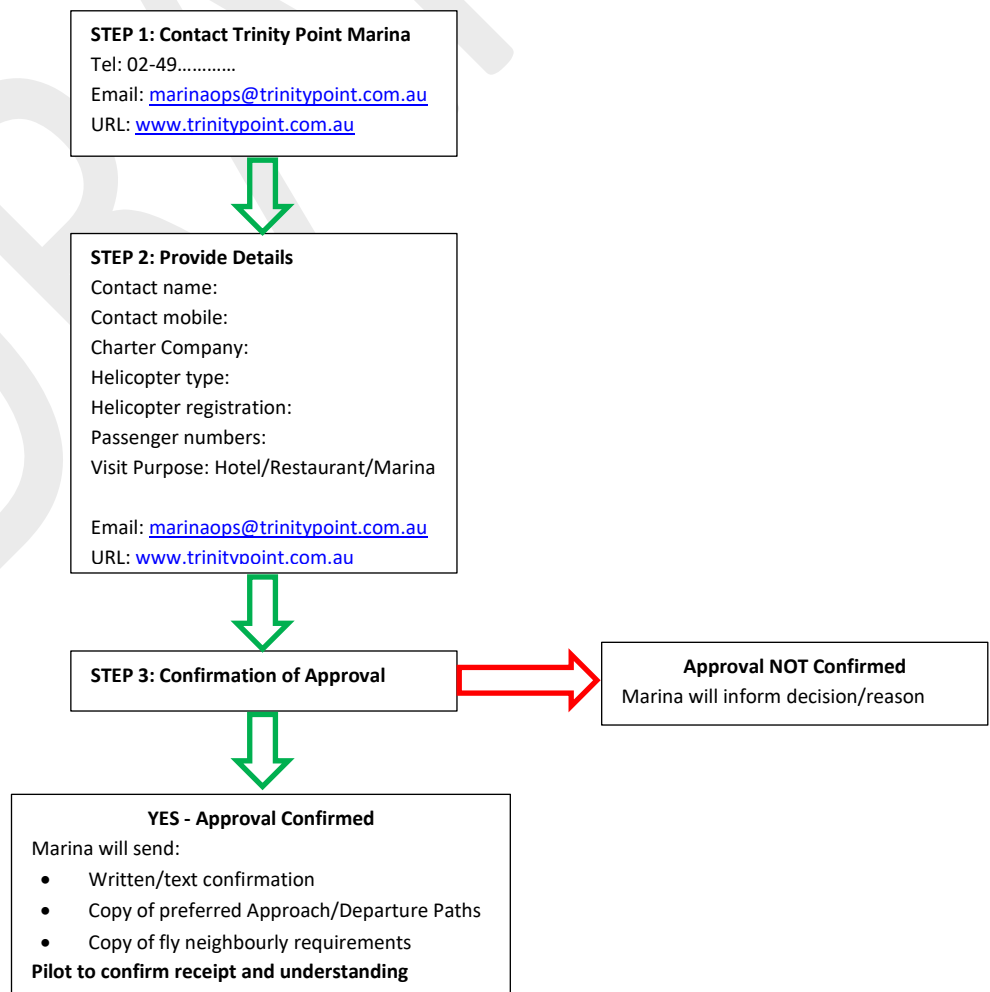 STEP 1: Contact Trinity Point Marina
Tel: 02-49…………
Email: marinaops@trinitypoint.com.au
URL: www.trinitypoint.com.au
STEP 2: Provide Details
Contact name:
Contact mobile:
Charter Company:
Helicopter type:
Helicopter registration:
Passenger numbers:
Visit Purpose: Hotel/Restaurant/Marina
Email: marinaops@trinitypoint.com.au
URL: www.trinitypoint.com.au
STEP 3: Confirmation of Approval
Approval NOT Confirmed
Marina will inform decision/reason
YES - Approval Confirmed
Marina will send:
• Written/text confirmation
• Copy of preferred Approach/Departure Paths
• Copy of fly neighbourly requirements
Pilot to confirm receipt and understanding